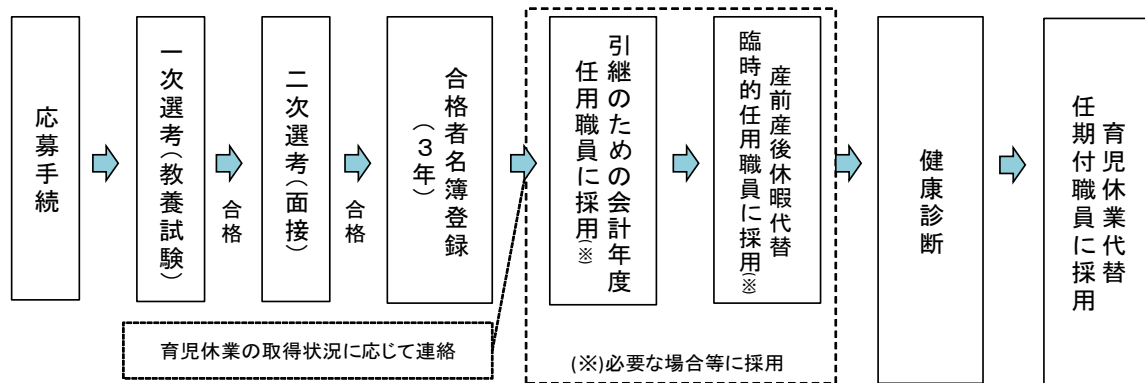 応募手続
一次選考(教養試験)
合格
二次選考(面接)
合格
合格者名簿登録
(3年)
引継のための会計年度
任用職員に採用(※)
産前産後休暇代替
臨時的任用職員に採用(※)
健康診断
育児休業代替
任期付職員に採用
育児休業の取得状況に応じて連絡
(※)必要な場合等に採用